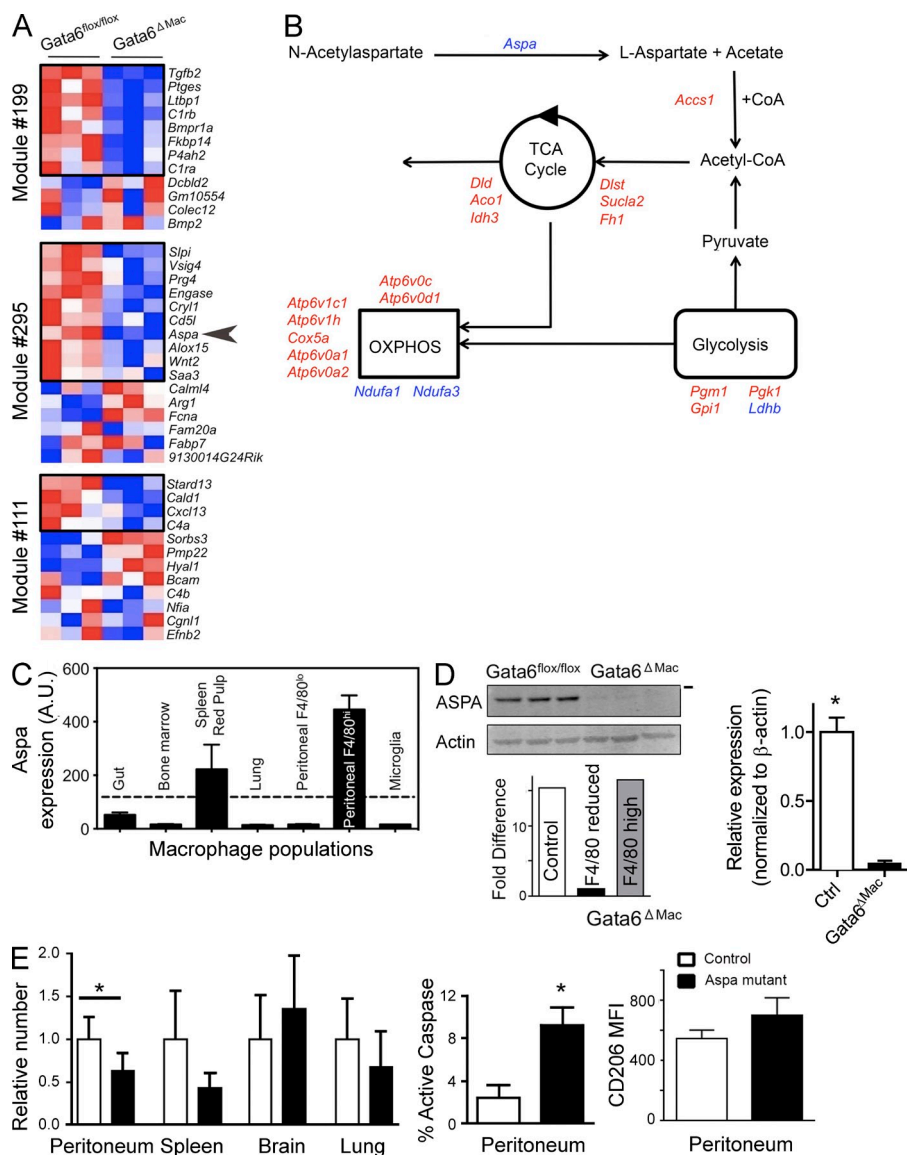 A
Gata6flox/flox Gata6ΔMac
Module #199
Tgfb2
Ptges
Ltbp1
C1rb
Bmpr1a
Fkbp14
P4ah2
C1ra
Dcbld2
Gm10554
Colec12
Bmp2
Module #295
Slpi
Vsig4
Prg4
Engase
Cryl1
Cd5l
Aspa
Alox15
Wnt2
Saa3
Calml4
Arg1
Fcna
Fam20a
Fabp7
9130014G24Rik
Module #111
Stard13
Cald1
Cxcl13
C4a
Sorbs3
Pmp22
Hyal1
Bcam
C4b
Nfia
Cgnl1
Efnb2
B
N-Acetylaspartate Aspa L-Aspartate + Acetate
Accs1 +CoA
TCA
Cycle
Acetyl-CoA
Dld
Aco1
Idh3
Dlst
Sucla2
Fh1
Pyruvate
Atp6v0c
Atp6v0d1
Atp6v1c1
Atp6v1h
Cox5a
Atp6v0a1
Atp6v0a2
OXPHOS
Ndufa1 Ndufa3
Glycolysis
Pgm1 Pgk1
Gpi1 Ldhb
C
Aspa
expression (A.U.)
600
400
200
0
Gut
Bone marrow
Spleen
Red Pulp
Lung
Peritoneal F4/80lo
Peritoneal F4/80hi
Microglia
Macrophage populations
D
Gata6flox/flox Gata6ΔMac
ASPA
Actin
Fold Difference
10
0
Control
F4/80 reduced
F4/80 high
Gata6ΔMac
Relative expression
(normalized to β-actin)
1.0
0.5
0.0
*
Ctrl
Gata6ΔMac
E
Relative number
2.0
1.5
1.0
0.5
0.0
*
Peritoneum Spleen Brain Lung
% Active Caspase
12
8
4
0
*
Peritoneum
Control
Aspa mutant
CD206 MFI
800
600
300
0
Peritoneum